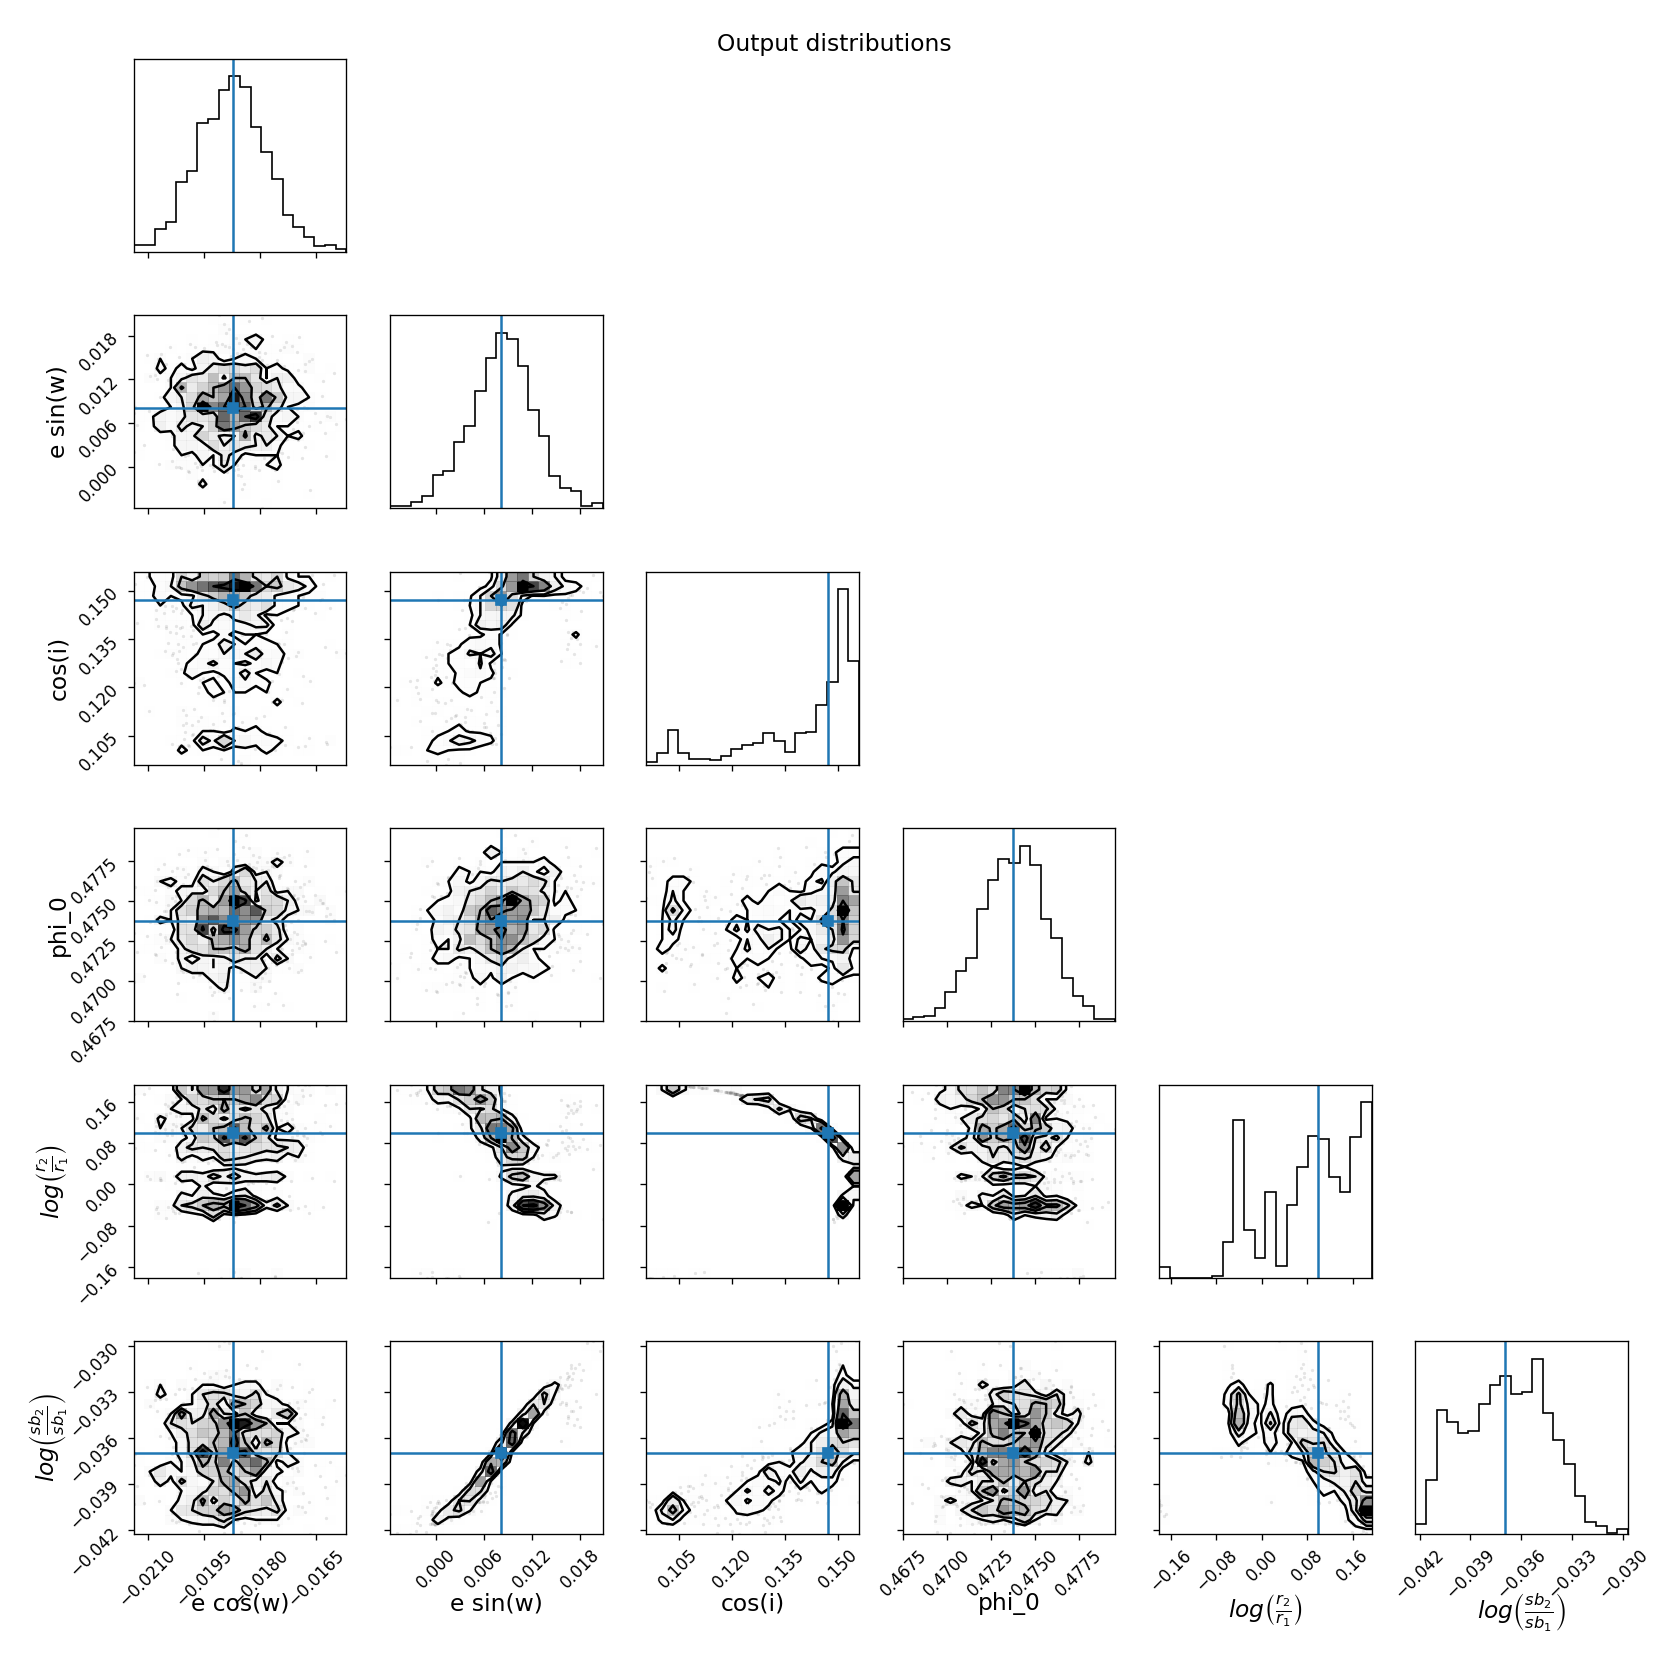 Output distributions
e sin(w)
0.018
0.012
0.006
0.000
cos(i)
0.150
0.135
0.120
0.105
phi_0
0.4775
0.4750
0.4725
0.4700
0.4675
log(r₂/r₁)
0.16
0.08
0.00
−0.08
−0.16
log(sb₂/sb₁)
−0.030
−0.033
−0.036
−0.039
−0.042
−0.0210 −0.0195 −0.0180 −0.0165
0.000 0.006 0.012 0.018
0.105 0.120 0.135 0.150
0.4675 0.4700 0.4725 0.4750 0.4775
−0.16 −0.08 0.00 0.08 0.16
−0.042 −0.039 −0.036 −0.033 −0.030
e cos(w) e sin(w) cos(i) phi_0 log(r₂/r₁) log(sb₂/sb₁)